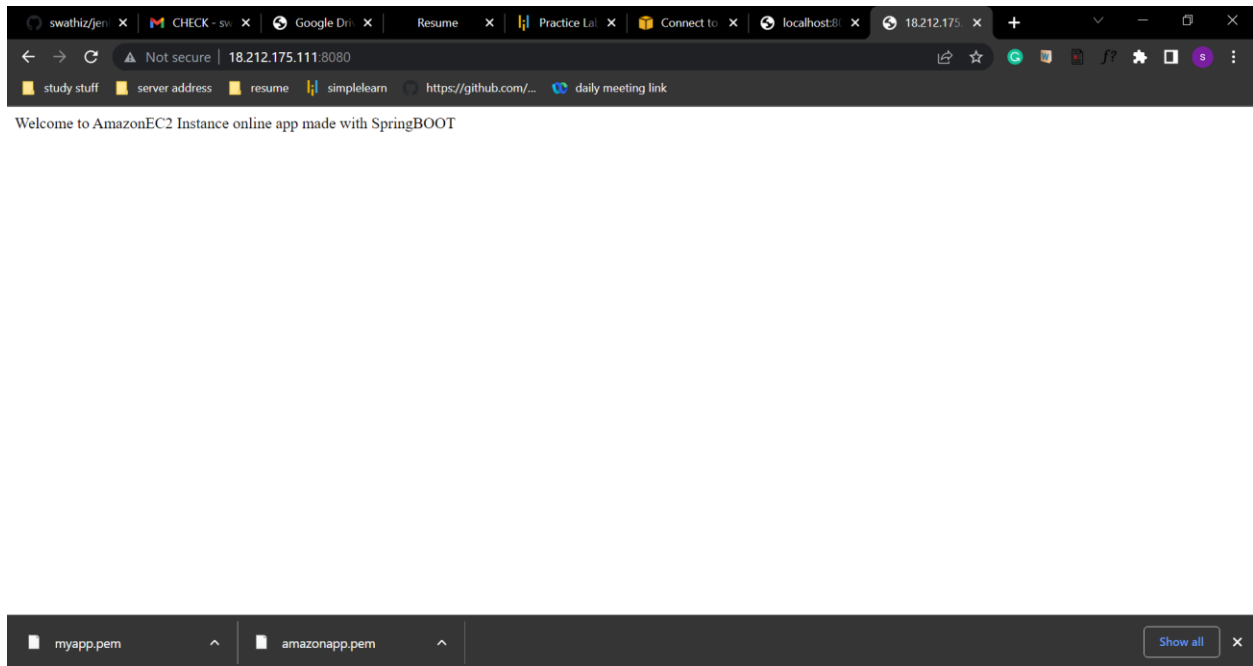 swathiz/jen
CHECK - sw
Google Dri
Resume
Practice Lab
Connect to
localhost:8
18.212.175.
Not secure | 18.212.175.111:8080
study stuff
server address
resume
simplelearn
https://github.com/...
daily meeting link
Welcome to AmazonEC2 Instance online app made with SpringBOOT
myapp.pem
amazonapp.pem
Show all